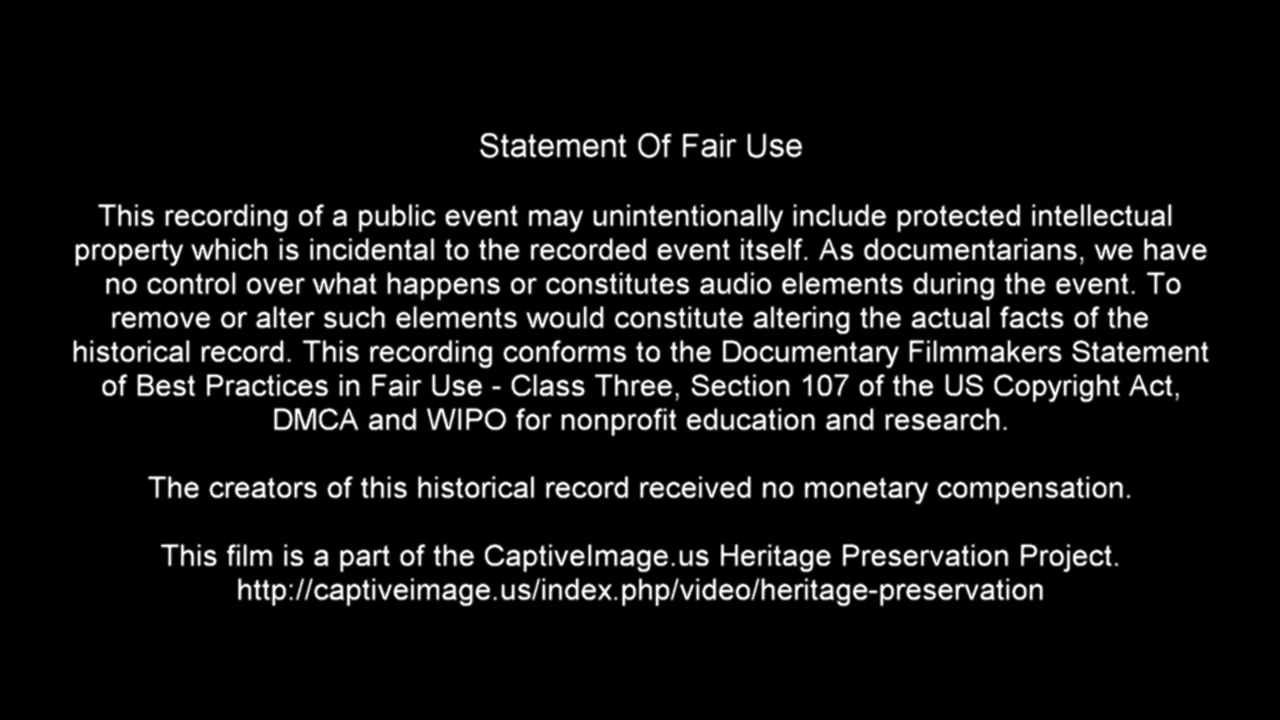 Statement Of Fair Use
This recording of a public event may unintentionally include protected intellectual
property which is incidental to the recorded event itself. As documentarians, we have
no control over what happens or constitutes audio elements during the event. To
remove or alter such elements would constitute altering the actual facts of the
historical record. This recording conforms to the Documentary Filmmakers Statement
of Best Practices in Fair Use - Class Three, Section 107 of the US Copyright Act,
DMCA and WIPO for nonprofit education and research.
The creators of this historical record received no monetary compensation.
This film is a part of the CaptiveImage.us Heritage Preservation Project.
http://captiveimage.us/index.php/video/heritage-preservation